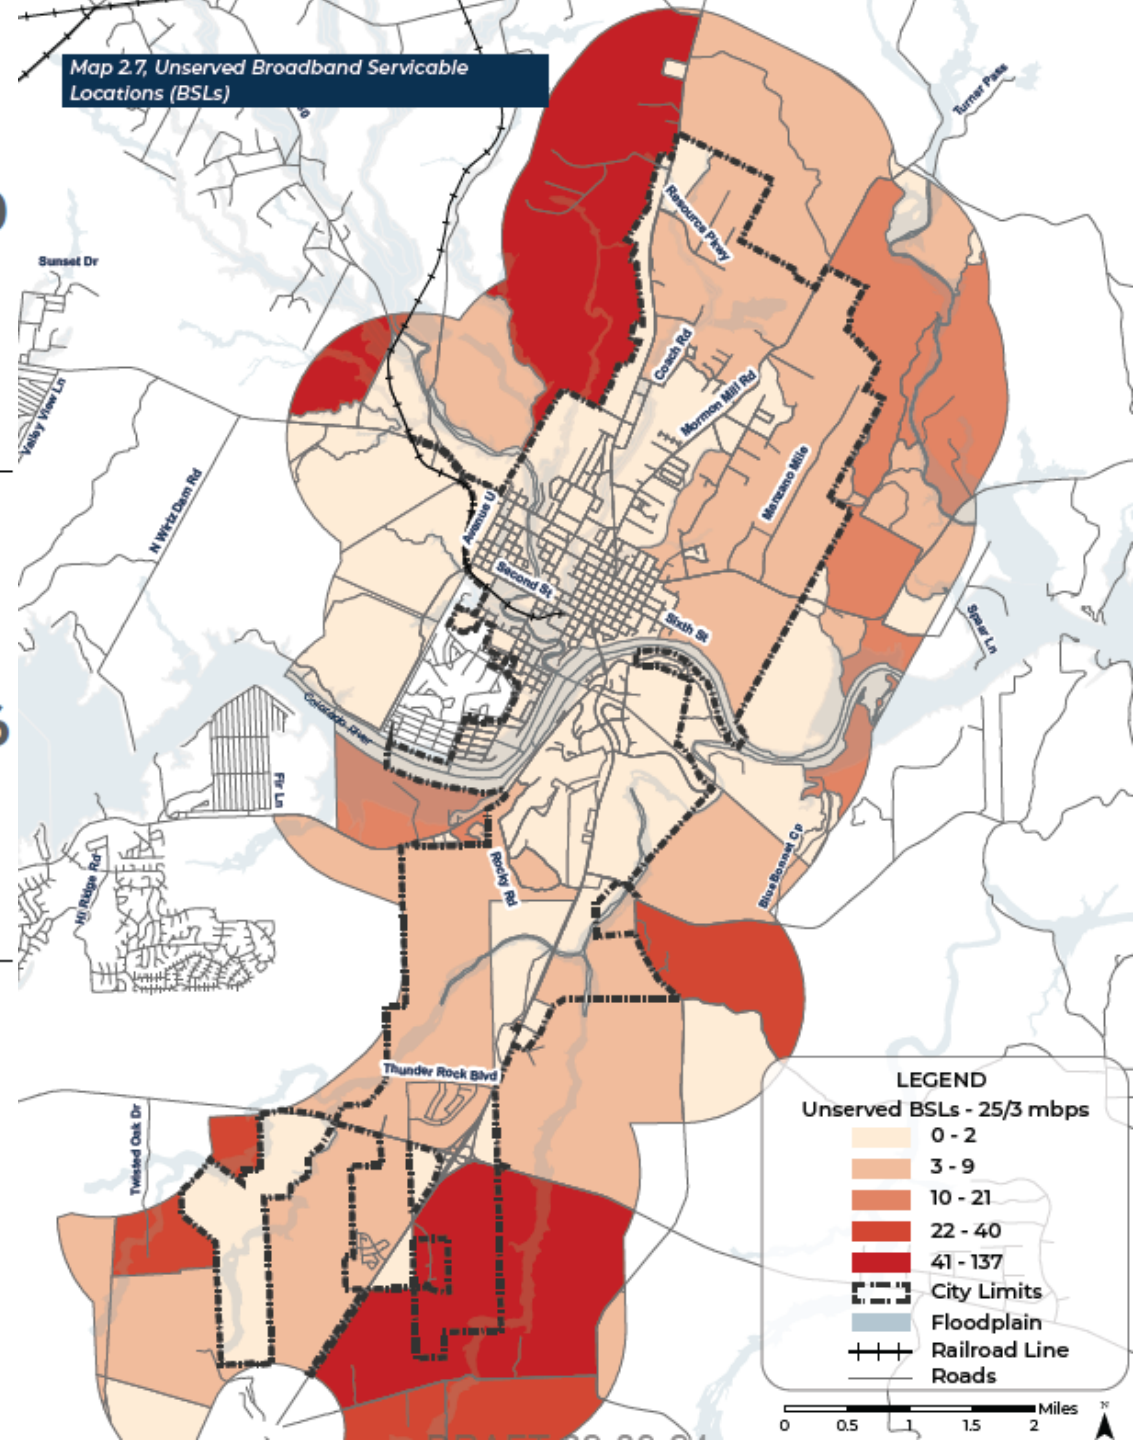 Map 2.7, Unserved Broadband Servicable
Locations (BSLs)
Turner Pass
Resource Pkwy
Sunset Dr
Coach Rd
Valley View Ln
Mormon Mill Rd
Manzano Mile
N Wirtz Dam Rd
Avenue U
Second St
Sixth St
Spear Ln
Colorado River
Fir Ln
Hi Ridge Rd
Rocky Rd
Blue Bonnet Cp
Thunder Rock Blvd
Twisted Oak Dr
LEGEND
Unserved BSLs - 25/3 mbps
0 - 2
3 - 9
10 - 21
22 - 40
41 - 137
City Limits
Floodplain
Railroad Line
Roads
Miles
0 0.5 1 1.5 2
N